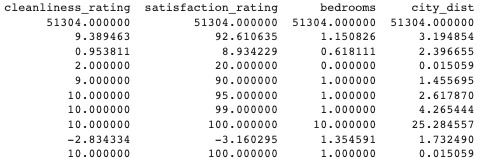 cleanliness_rating satisfaction_rating bedrooms city_dist
51304.000000 51304.000000 51304.000000 51304.000000
9.389463 92.610635 1.150826 3.194854
0.953811 8.934229 0.618111 2.396655
2.000000 20.000000 0.000000 0.015059
9.000000 90.000000 1.000000 1.455695
10.000000 95.000000 1.000000 2.617870
10.000000 99.000000 1.000000 4.265444
10.000000 100.000000 10.000000 25.284557
−2.834334 −3.160295 1.354591 1.732490
10.000000 100.000000 1.000000 0.015059